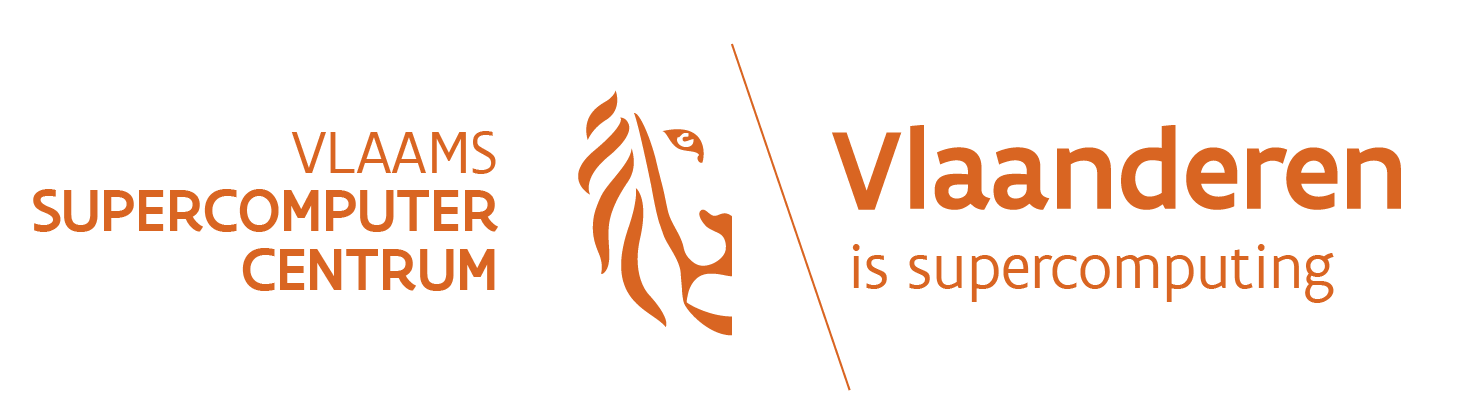 VLAAMS
SUPERCOMPUTER
CENTRUM
Vlaanderen
is supercomputing